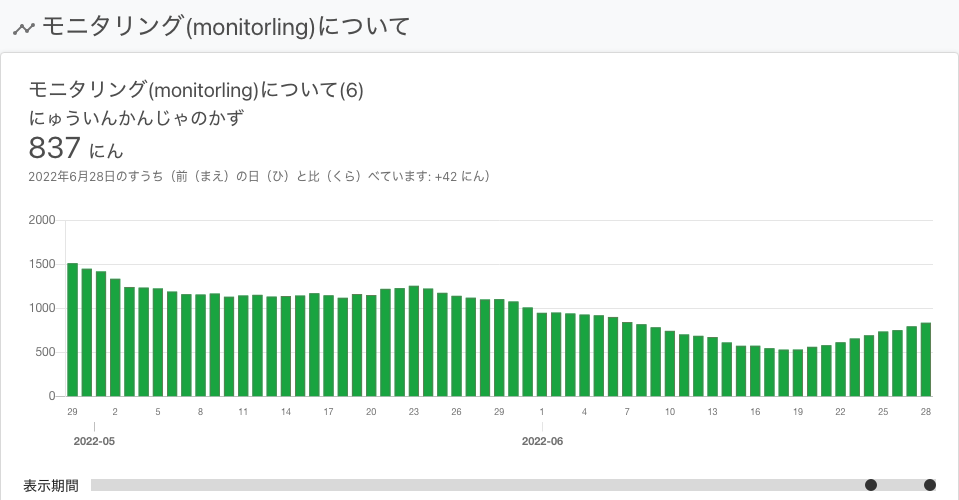 モニタリング(monitorling)について
モニタリング(monitorling)について(6)
にゅういんかんじゃのかず
837 にん
2022年6月28日のすうち（前（まえ）の日（ひ）と比（くら）べています: +42 にん）
2000
1500
1000
500
0
29 2 5 8 11 14 17 20 23 26 29 1 4 7 10 13 16 19 22 25 28
2022-05 2022-06
表示期間